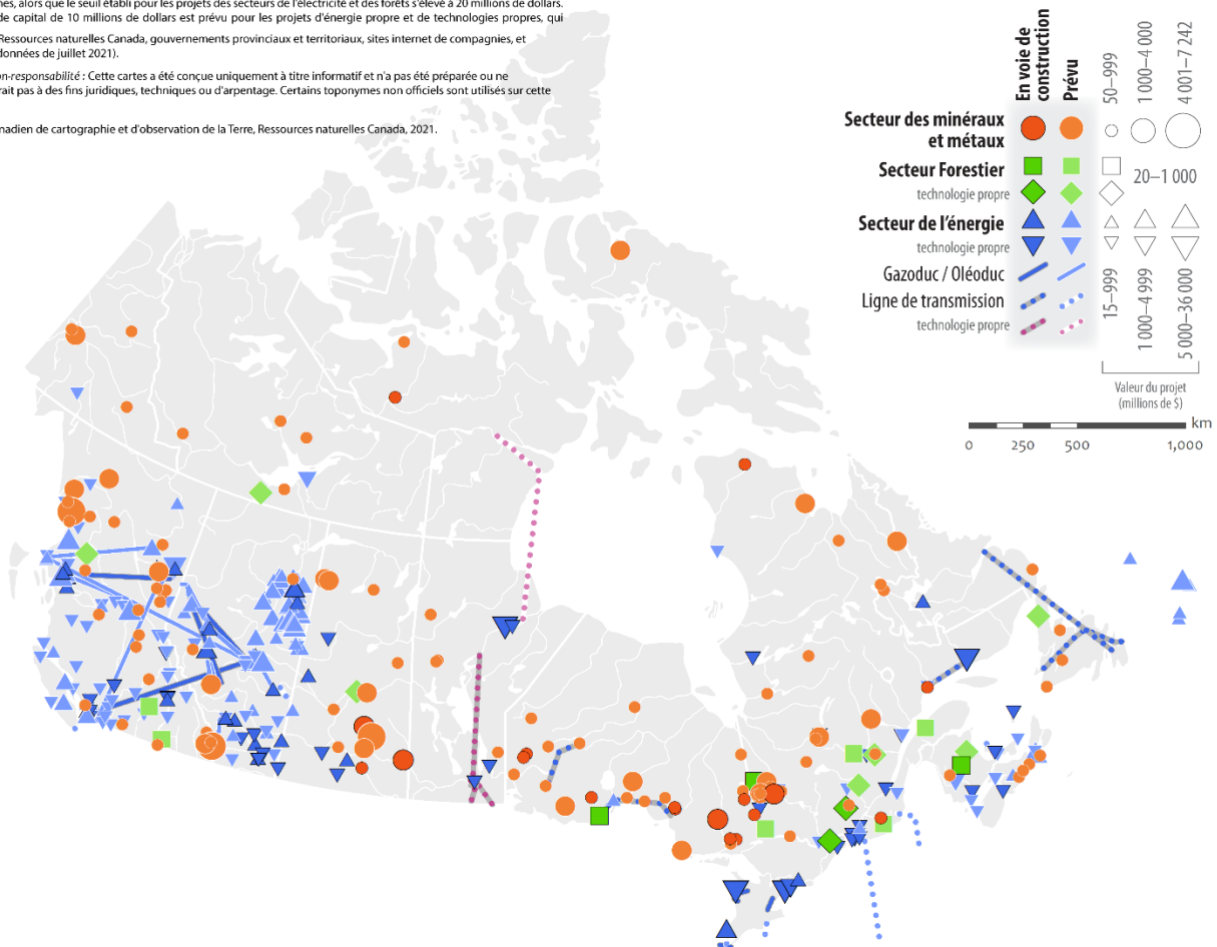 nes, alors que le seuil établi pour les projets des secteurs de l'électricité et des forêts s'élève à 20 millions de dollars.
de capital de 10 millions de dollars est prévu pour les projets d'énergie propre et de technologies propres, qui
Ressources naturelles Canada, gouvernements provinciaux et territoriaux, sites internet de compagnies, et
données de juillet 2021).
on-responsabilité : Cette cartes a été conçue uniquement à titre informatif et n'a pas été préparée ou ne
rait pas à des fins juridiques, techniques ou d'arpentage. Certains toponymes non officiels sont utilisés sur cette
nadien de cartographie et d'observation de la Terre, Ressources naturelles Canada, 2021.
En voie de
construction
Prévu
50–999
1 000–4 000
4 001–7 242
Secteur des minéraux
et métaux
Secteur Forestier
20–1 000
technologie propre
Secteur de l'énergie
technologie propre
Gazoduc / Oléoduc
Ligne de transmission
technologie propre
15–999
1 000–4 999
5 000–36 000
Valeur du projet
(millions de $)
km
0 250 500 1,000